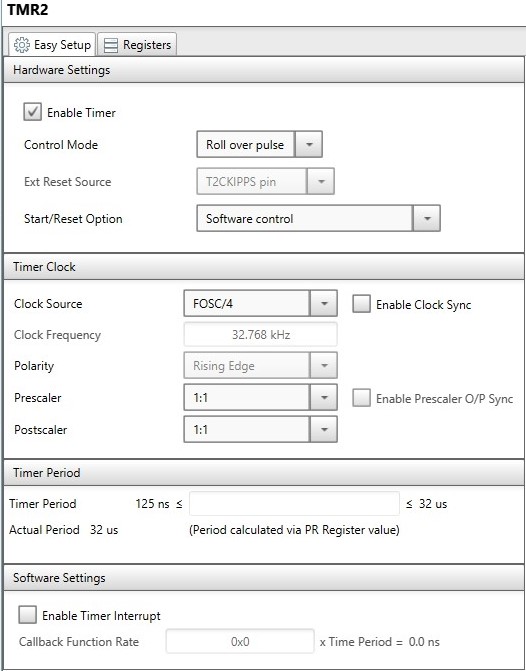 TMR2
Easy Setup Registers
Hardware Settings
Enable Timer
Control Mode Roll over pulse
Ext Reset Source T2CKIPPS pin
Start/Reset Option Software control
Timer Clock
Clock Source FOSC/4 Enable Clock Sync
Clock Frequency 32.768 kHz
Polarity Rising Edge
Prescaler 1:1 Enable Prescaler O/P Sync
Postscaler 1:1
Timer Period
Timer Period 125 ns ≤ ≤ 32 us
Actual Period 32 us (Period calculated via PR Register value)
Software Settings
Enable Timer Interrupt
Callback Function Rate 0x0 x Time Period = 0.0 ns